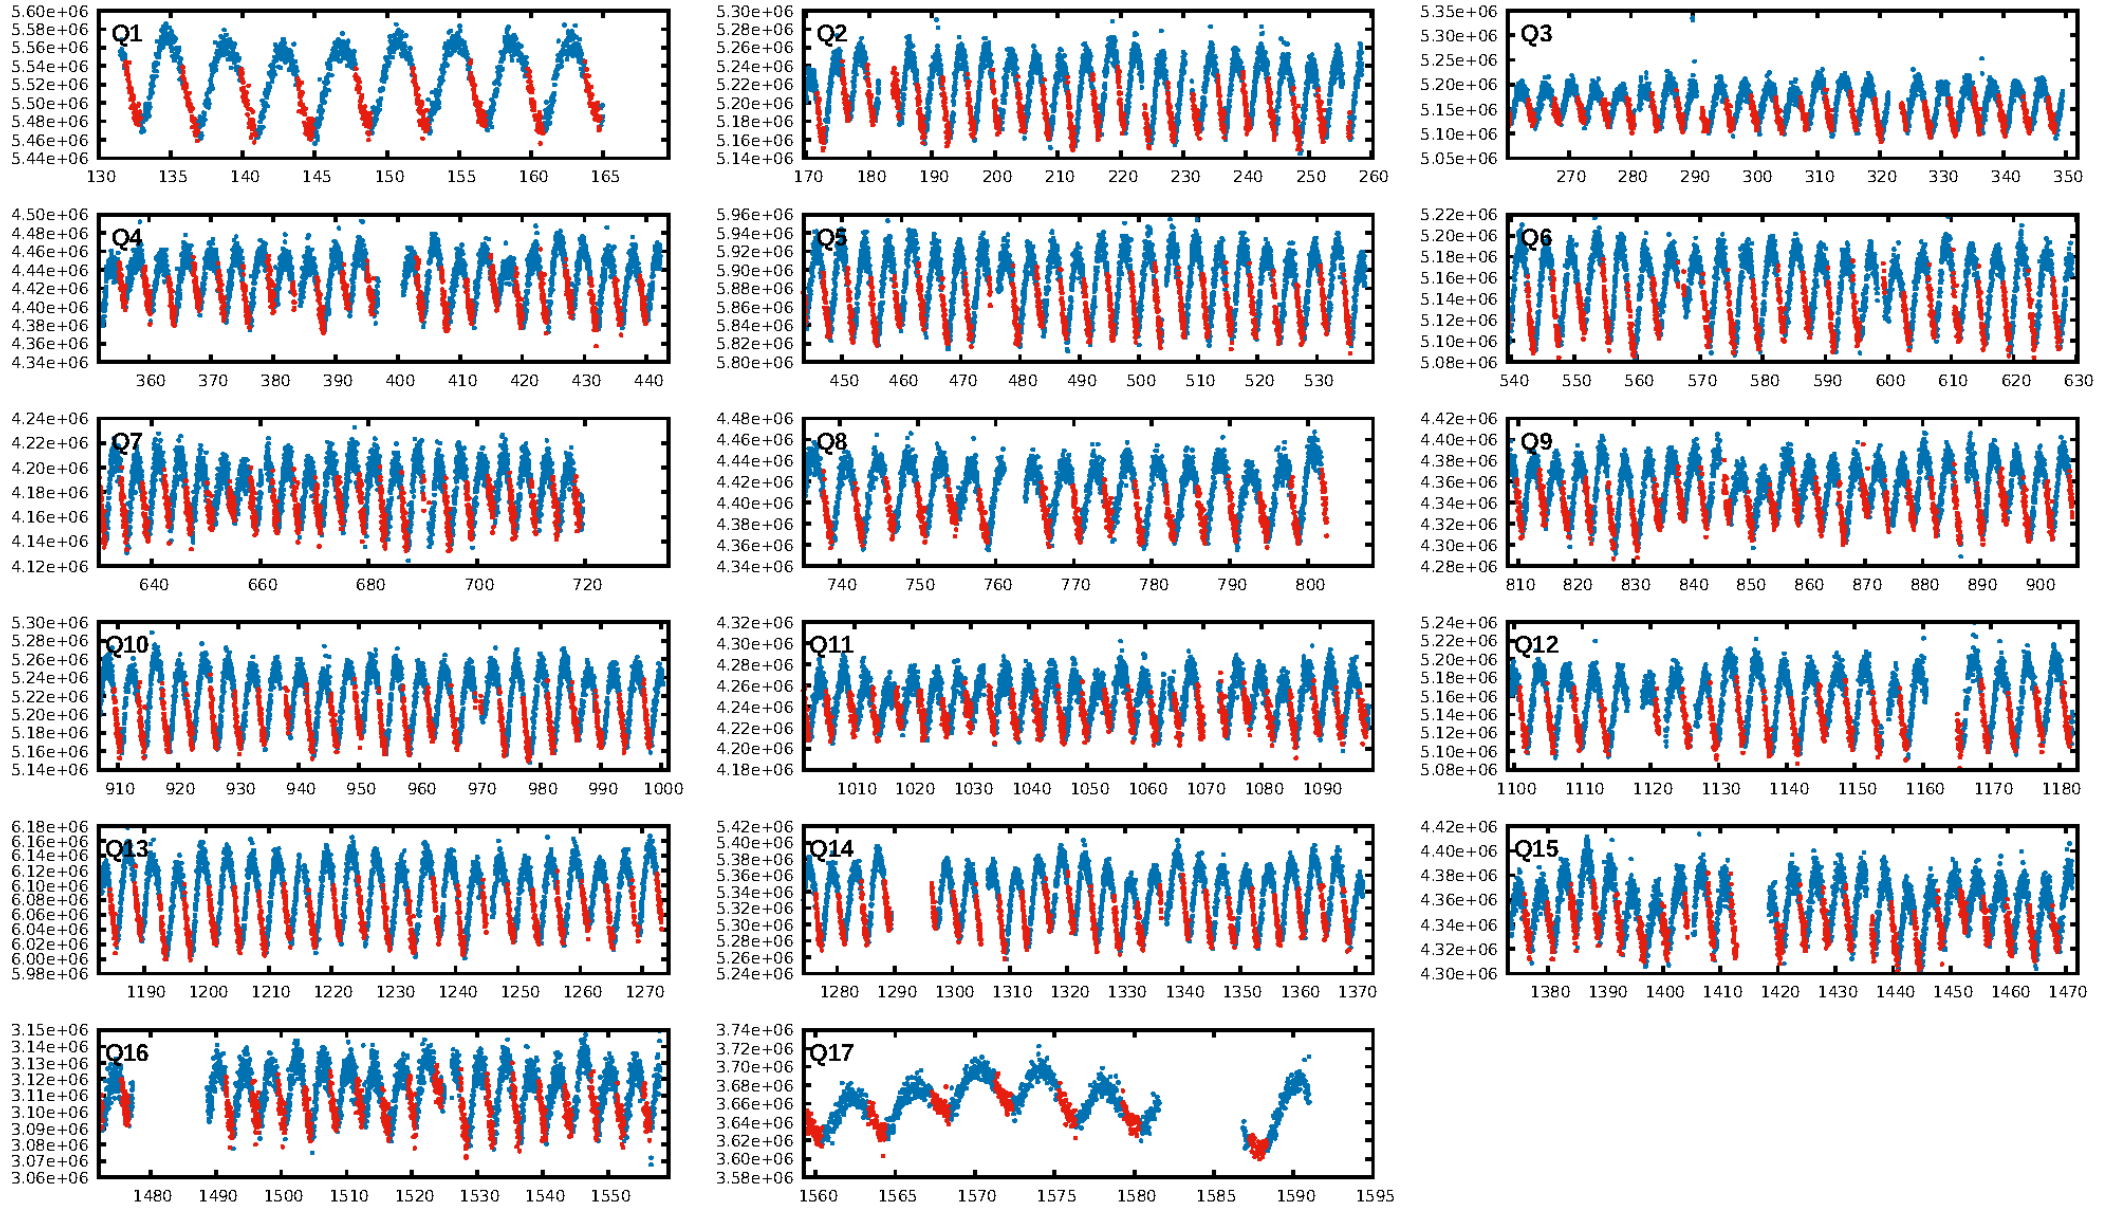 5.60e+06
5.58e+06
5.56e+06
5.54e+06
5.52e+06
5.50e+06
5.48e+06
5.46e+06
5.44e+06
Q1
130 135 140 145 150 155 160 165
5.30e+06
5.28e+06
5.26e+06
5.24e+06
5.22e+06
5.20e+06
5.18e+06
5.16e+06
5.14e+06
Q2
170 180 190 200 210 220 230 240 250 260
5.35e+06
5.30e+06
5.25e+06
5.20e+06
5.15e+06
5.10e+06
5.05e+06
Q3
270 280 290 300 310 320 330 340 350
4.50e+06
4.48e+06
4.46e+06
4.44e+06
4.42e+06
4.40e+06
4.38e+06
4.36e+06
4.34e+06
Q4
360 370 380 390 400 410 420 430 440
5.96e+06
5.94e+06
5.92e+06
5.90e+06
5.88e+06
5.86e+06
5.84e+06
5.82e+06
5.80e+06
Q5
450 460 470 480 490 500 510 520 530
5.22e+06
5.20e+06
5.18e+06
5.16e+06
5.14e+06
5.12e+06
5.10e+06
5.08e+06
Q6
540 550 560 570 580 590 600 610 620 630
4.24e+06
4.22e+06
4.20e+06
4.18e+06
4.16e+06
4.14e+06
4.12e+06
Q7
640 660 680 700 720
4.48e+06
4.46e+06
4.44e+06
4.42e+06
4.40e+06
4.38e+06
4.36e+06
4.34e+06
Q8
740 750 760 770 780 790 800
4.42e+06
4.40e+06
4.38e+06
4.36e+06
4.34e+06
4.32e+06
4.30e+06
4.28e+06
Q9
810 820 830 840 850 860 870 880 890 900
5.30e+06
5.28e+06
5.26e+06
5.24e+06
5.22e+06
5.20e+06
5.18e+06
5.16e+06
5.14e+06
Q10
910 920 930 940 950 960 970 980 990 1000
4.32e+06
4.30e+06
4.28e+06
4.26e+06
4.24e+06
4.22e+06
4.20e+06
4.18e+06
Q11
1010 1020 1030 1040 1050 1060 1070 1080 1090
5.24e+06
5.22e+06
5.20e+06
5.18e+06
5.16e+06
5.14e+06
5.12e+06
5.10e+06
5.08e+06
Q12
1100 1110 1120 1130 1140 1150 1160 1170 1180
6.18e+06
6.16e+06
6.14e+06
6.12e+06
6.10e+06
6.08e+06
6.06e+06
6.04e+06
6.02e+06
6.00e+06
5.98e+06
Q13
1190 1200 1210 1220 1230 1240 1250 1260 1270
5.42e+06
5.40e+06
5.38e+06
5.36e+06
5.34e+06
5.32e+06
5.30e+06
5.28e+06
5.26e+06
5.24e+06
Q14
1280 1290 1300 1310 1320 1330 1340 1350 1360 1370
4.42e+06
4.40e+06
4.38e+06
4.36e+06
4.34e+06
4.32e+06
4.30e+06
Q15
1380 1390 1400 1410 1420 1430 1440 1450 1460 1470
3.15e+06
3.14e+06
3.13e+06
3.12e+06
3.11e+06
3.10e+06
3.09e+06
3.08e+06
3.07e+06
3.06e+06
Q16
1480 1490 1500 1510 1520 1530 1540 1550
3.74e+06
3.72e+06
3.70e+06
3.68e+06
3.66e+06
3.64e+06
3.62e+06
3.60e+06
3.58e+06
Q17
1560 1565 1570 1575 1580 1585 1590 1595